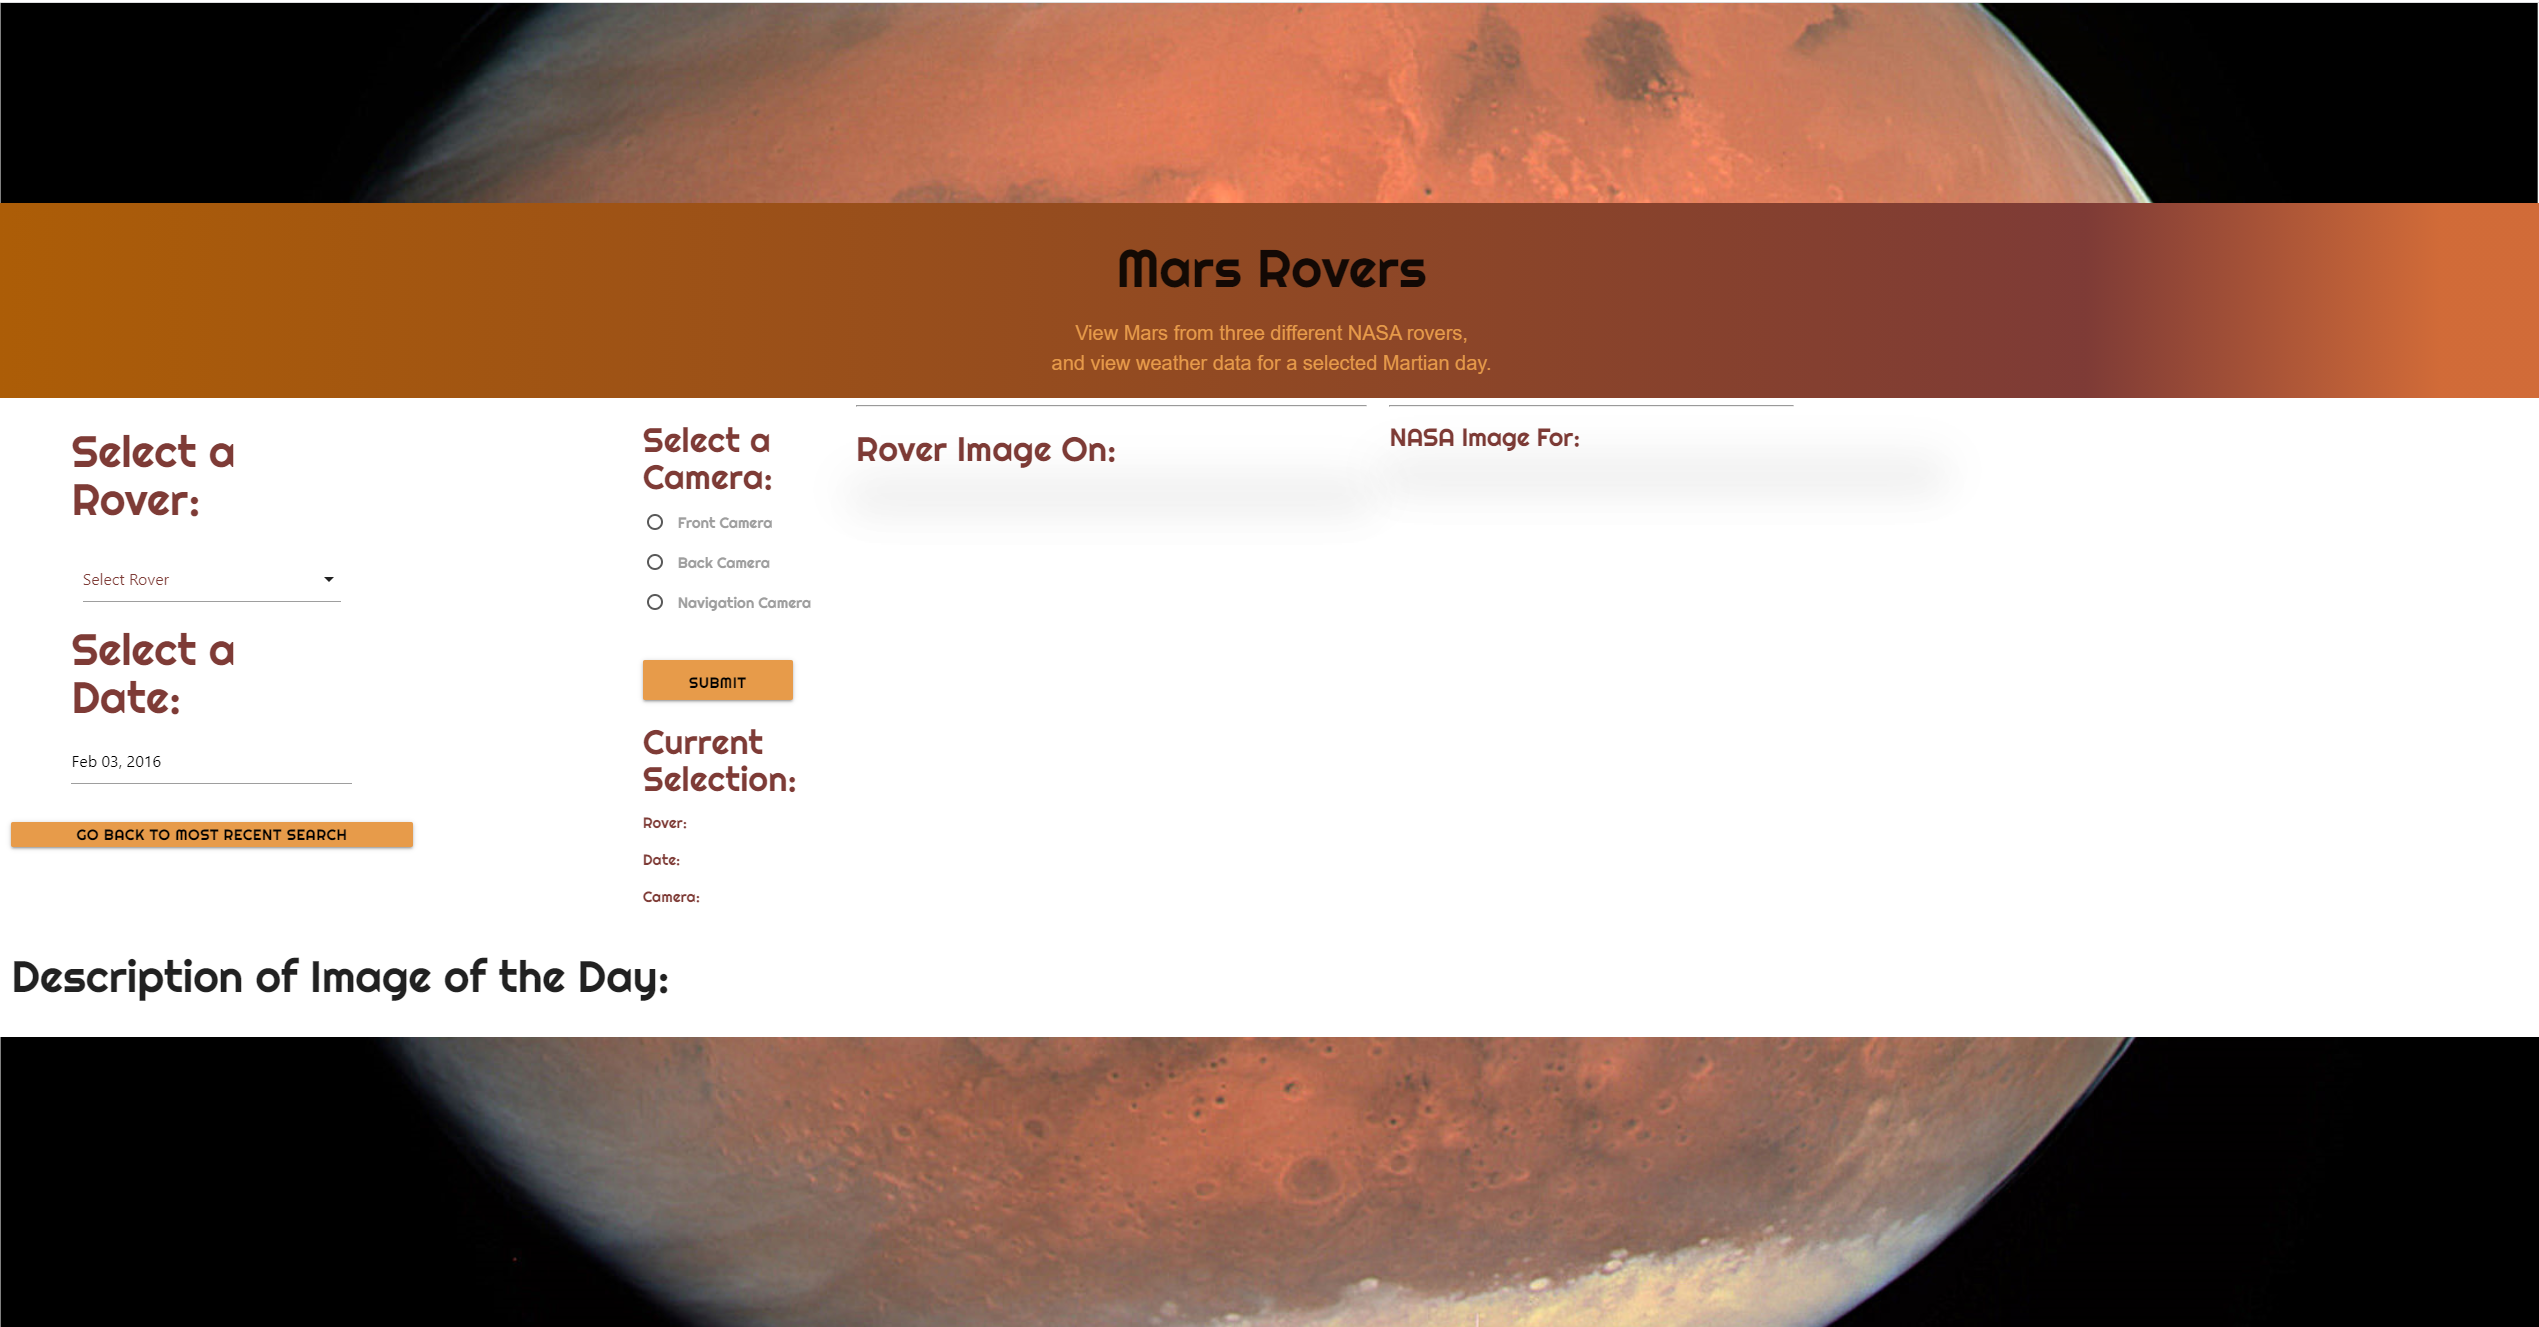 Mars Rovers
View Mars from three different NASA rovers,
and view weather data for a selected Martian day.
Select a
Rover:
Select Rover
Select a
Date:
Feb 03, 2016
GO BACK TO MOST RECENT SEARCH
Select a
Camera:
Front Camera
Back Camera
Navigation Camera
SUBMIT
Current
Selection:
Rover:
Date:
Camera:
Rover Image On:
NASA Image For:
Description of Image of the Day: